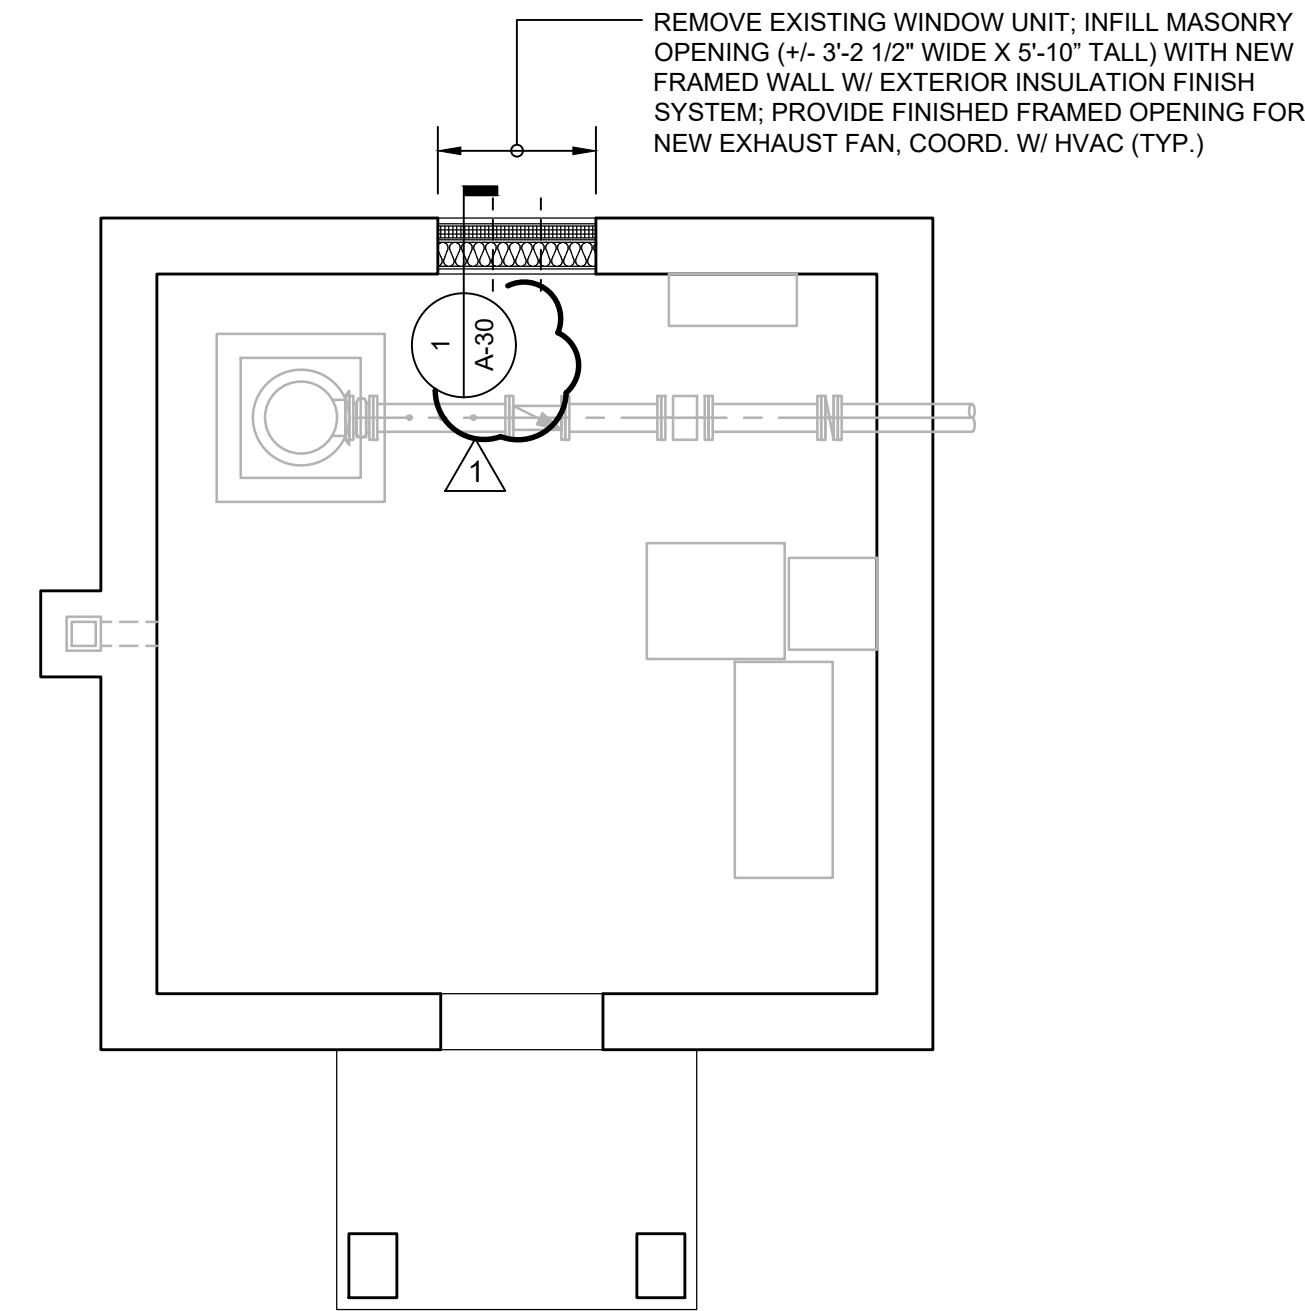 REMOVE EXISTING WINDOW UNIT; INFILL MASONRY
OPENING (+/- 3'-2 1/2" WIDE X 5'-10” TALL) WITH NEW
FRAMED WALL W/ EXTERIOR INSULATION FINISH
SYSTEM; PROVIDE FINISHED FRAMED OPENING FOR
NEW EXHAUST FAN, COORD. W/ HVAC (TYP.)
1
A-30
1